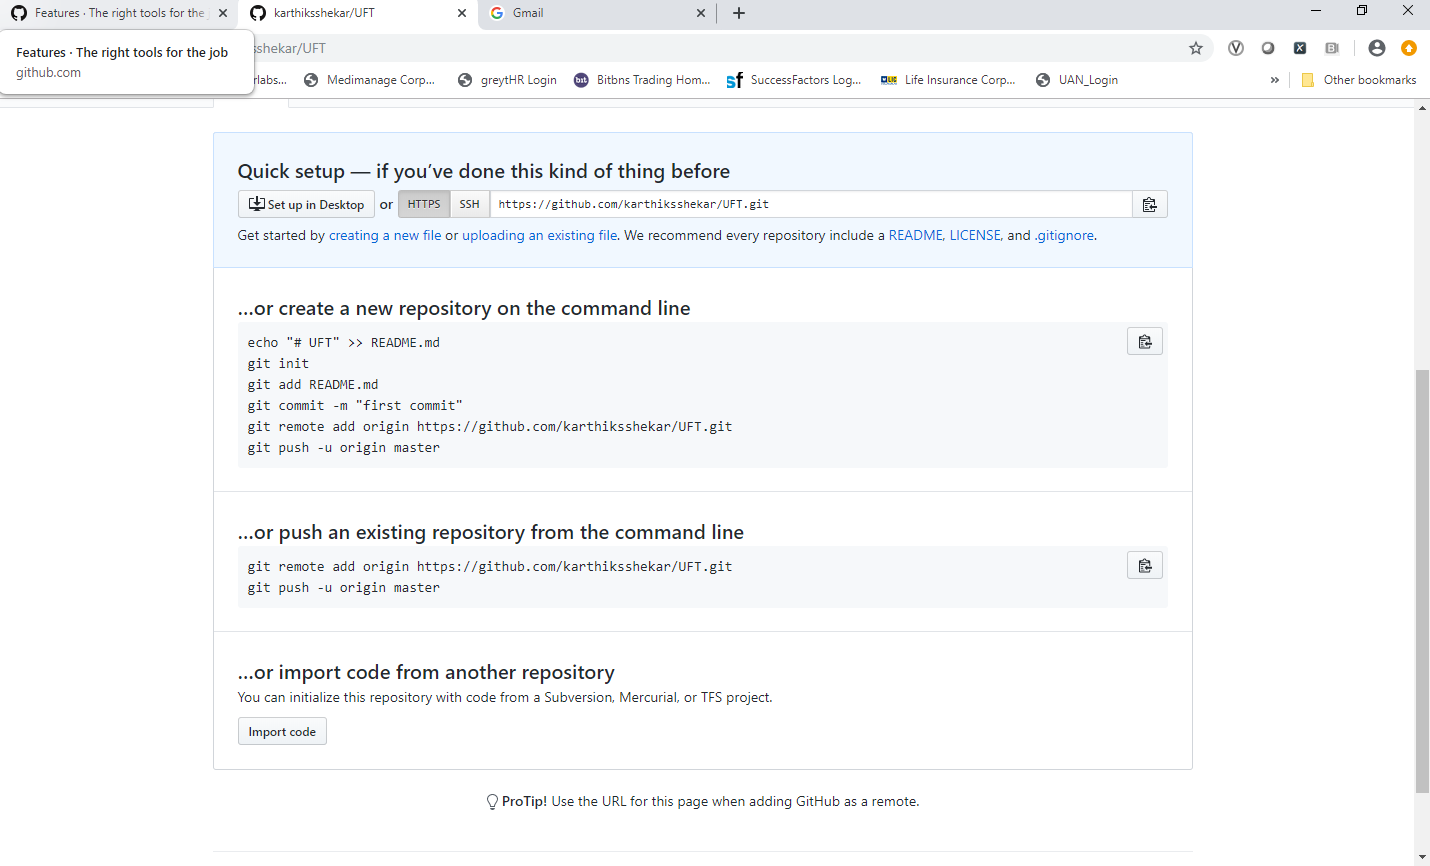 Features · The right tools for the j
karthiksshekar/UFT
Gmail
Features · The right tools for the job
github.com
sshekar/UFT
rlabs...
Medimanage Corp...
greytHR Login
Bitbns Trading Hom...
SuccessFactors Log...
Life Insurance Corp...
UAN_Login
» Other bookmarks
Quick setup — if you’ve done this kind of thing before
Set up in Desktop or HTTPS SSH https://github.com/karthiksshekar/UFT.git
Get started by creating a new file or uploading an existing file. We recommend every repository include a README, LICENSE, and .gitignore.
…or create a new repository on the command line
echo "# UFT" >> README.md
git init
git add README.md
git commit -m "first commit"
git remote add origin https://github.com/karthiksshekar/UFT.git
git push -u origin master
…or push an existing repository from the command line
git remote add origin https://github.com/karthiksshekar/UFT.git
git push -u origin master
…or import code from another repository
You can initialize this repository with code from a Subversion, Mercurial, or TFS project.
Import code
ProTip! Use the URL for this page when adding GitHub as a remote.